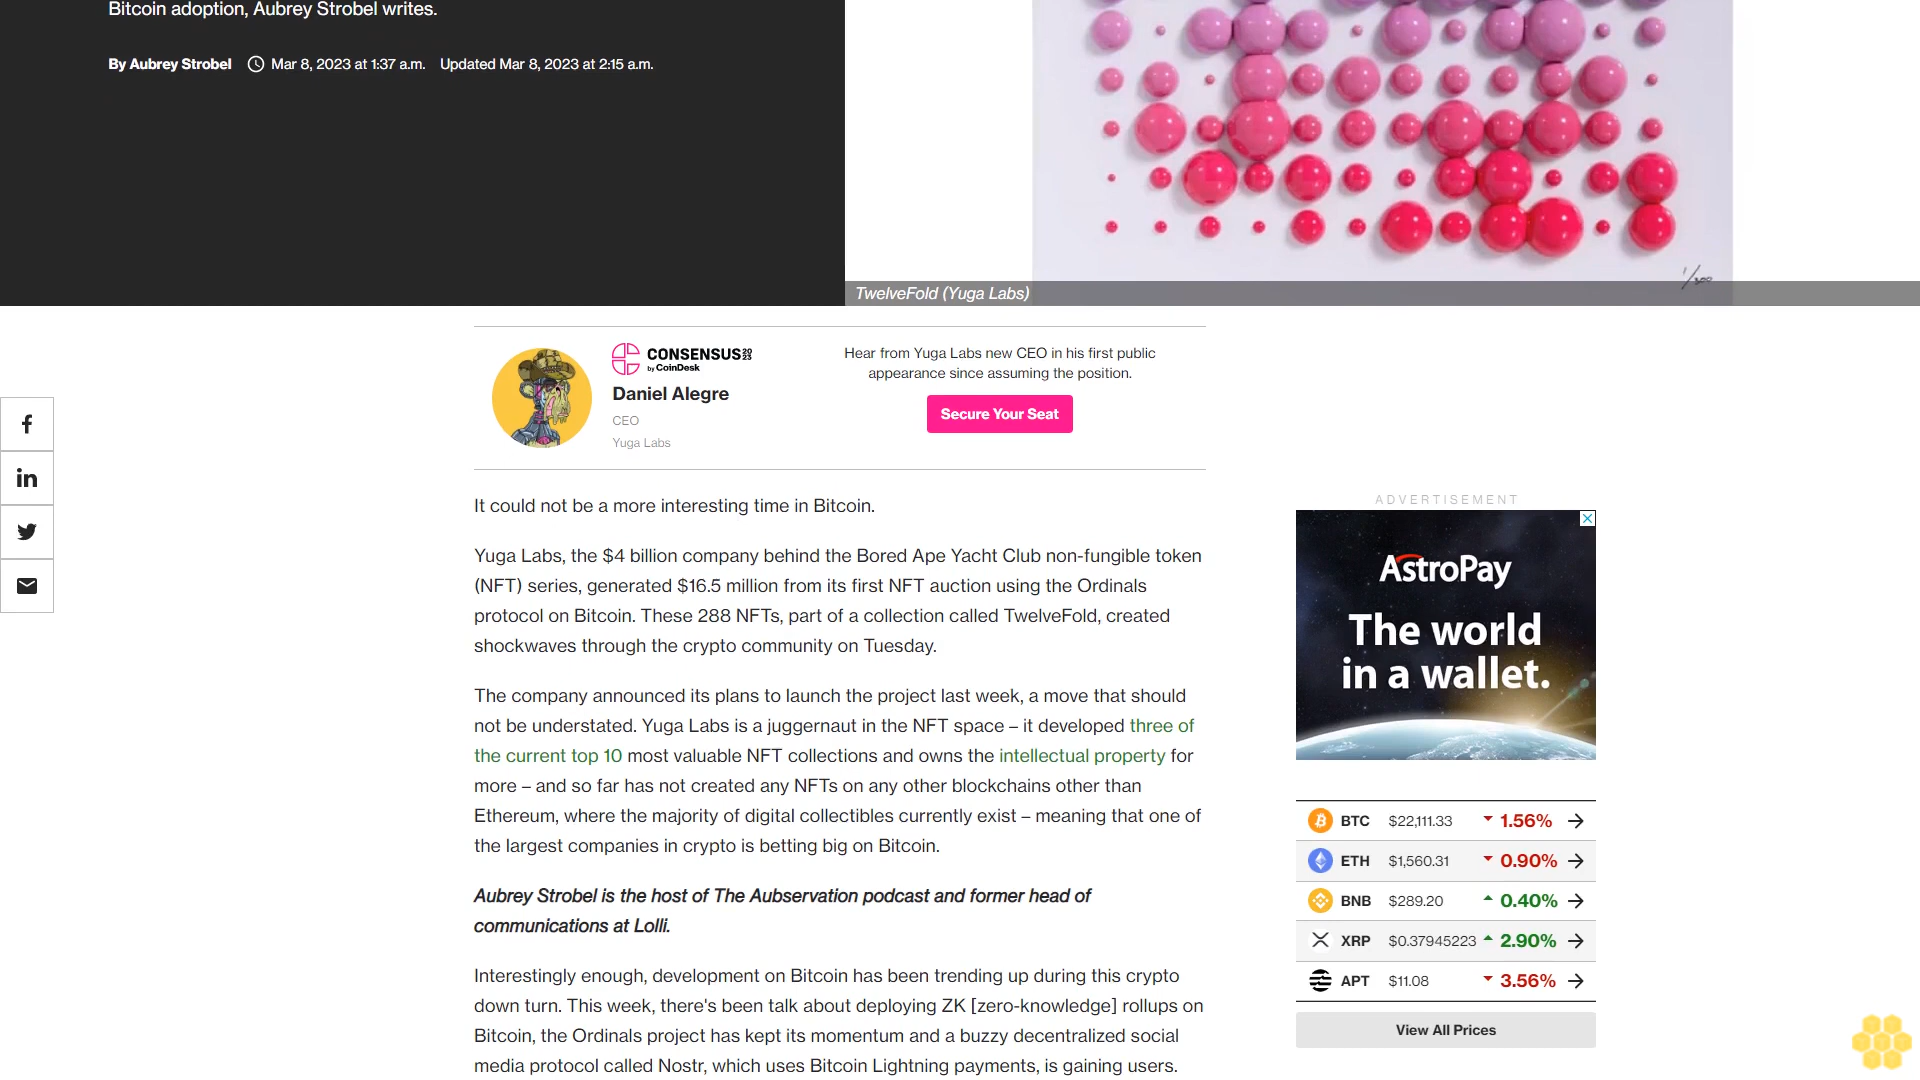 Bitcoin adoption, Aubrey Strobel writes.
By Aubrey Strobel Mar 8, 2023 at 1:37 a.m. Updated Mar 8, 2023 at 2:15 a.m.
1/300
TwelveFold (Yuga Labs)
CONSENSUS 2023
by CoinDesk
Daniel Alegre
CEO
Yuga Labs
Hear from Yuga Labs new CEO in his first public
appearance since assuming the position.
Secure Your Seat
It could not be a more interesting time in Bitcoin.
Yuga Labs, the $4 billion company behind the Bored Ape Yacht Club non-fungible token
(NFT) series, generated $16.5 million from its first NFT auction using the Ordinals
protocol on Bitcoin. These 288 NFTs, part of a collection called TwelveFold, created
shockwaves through the crypto community on Tuesday.
The company announced its plans to launch the project last week, a move that should
not be understated. Yuga Labs is a juggernaut in the NFT space – it developed three of
the current top 10 most valuable NFT collections and owns the intellectual property for
more – and so far has not created any NFTs on any other blockchains other than
Ethereum, where the majority of digital collectibles currently exist – meaning that one of
the largest companies in crypto is betting big on Bitcoin.
Aubrey Strobel is the host of The Aubservation podcast and former head of
communications at Lolli.
Interestingly enough, development on Bitcoin has been trending up during this crypto
down turn. This week, there's been talk about deploying ZK [zero-knowledge] rollups on
Bitcoin, the Ordinals project has kept its momentum and a buzzy decentralized social
media protocol called Nostr, which uses Bitcoin Lightning payments, is gaining users.
ADVERTISEMENT
AstroPay
The world
in a wallet.
BTC $22,111.33 1.56%
ETH $1,560.31 0.90%
BNB $289.20 0.40%
XRP $0.37945223 2.90%
APT $11.08 3.56%
View All Prices